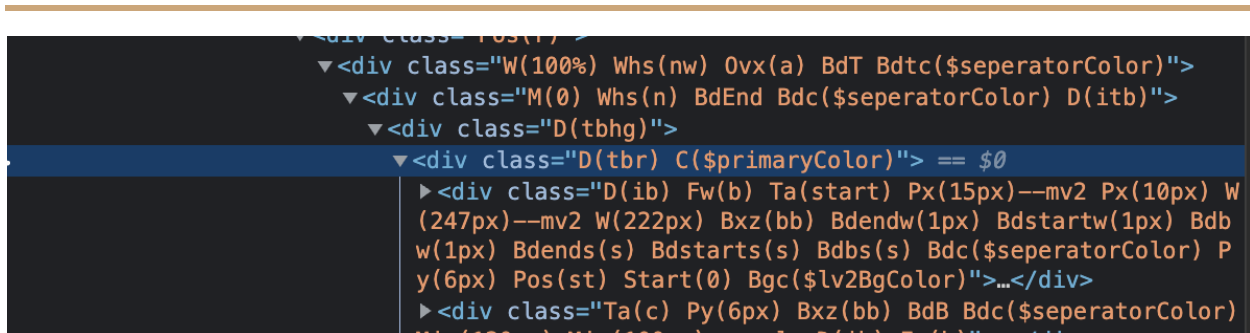 ▼<div class="Pos(r)">
▼<div class="W(100%) Whs(nw) Ovx(a) BdT Bdtc($seperatorColor)">
▼<div class="M(0) Whs(n) BdEnd Bdc($seperatorColor) D(itb)">
▼<div class="D(tbhg)">
▼<div class="D(tbr) C($primaryColor)"> == $0
▶<div class="D(ib) Fw(b) Ta(start) Px(15px)--mv2 Px(10px) W
(247px)--mv2 W(222px) Bxz(bb) Bdendw(1px) Bdstartw(1px) Bdb
w(1px) Bdends(s) Bdstarts(s) Bdbs(s) Bdc($seperatorColor) P
y(6px) Pos(st) Start(0) Bgc($lv2BgColor)">…</div>
▶<div class="Ta(c) Py(6px) Bxz(bb) BdB Bdc($seperatorColor)